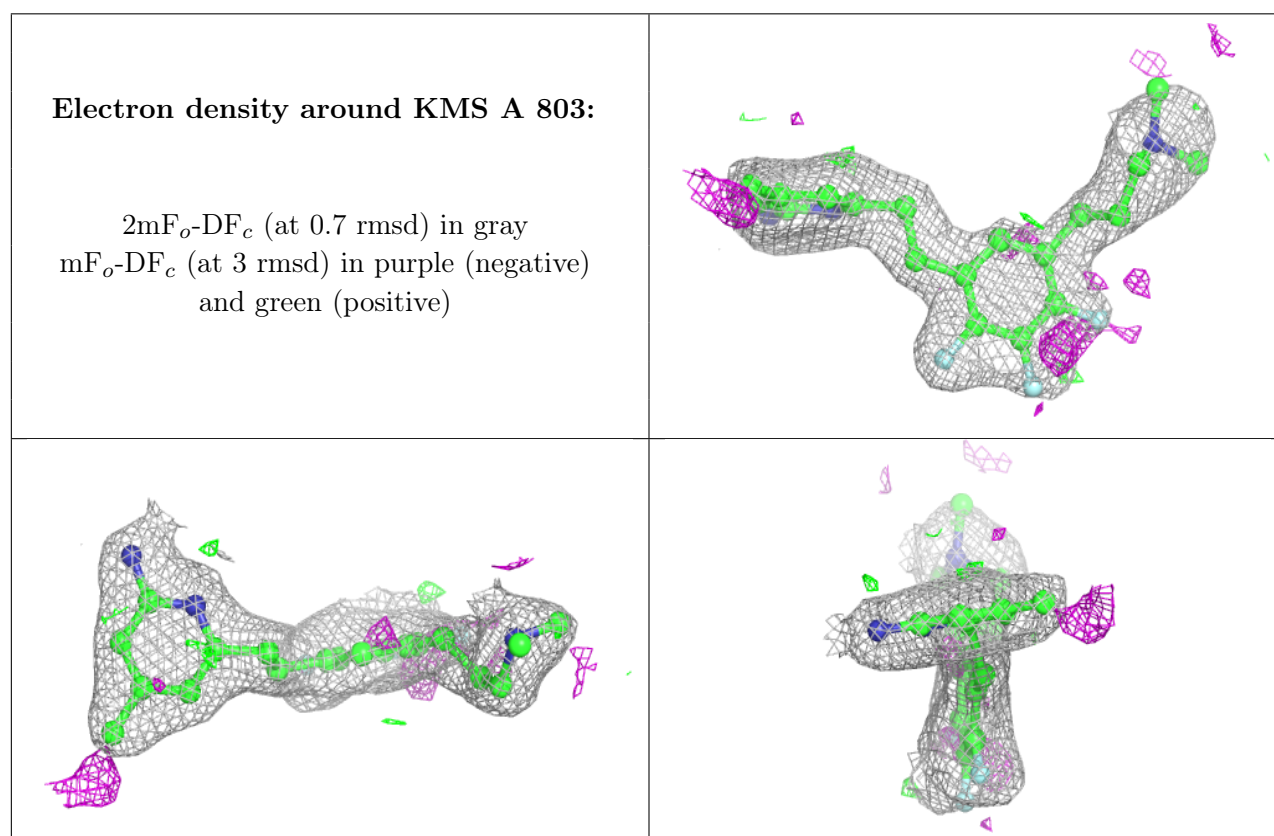 Electron density around KMS A 803:
2mFo-DFc (at 0.7 rmsd) in gray
mFo-DFc (at 3 rmsd) in purple (negative)
and green (positive)